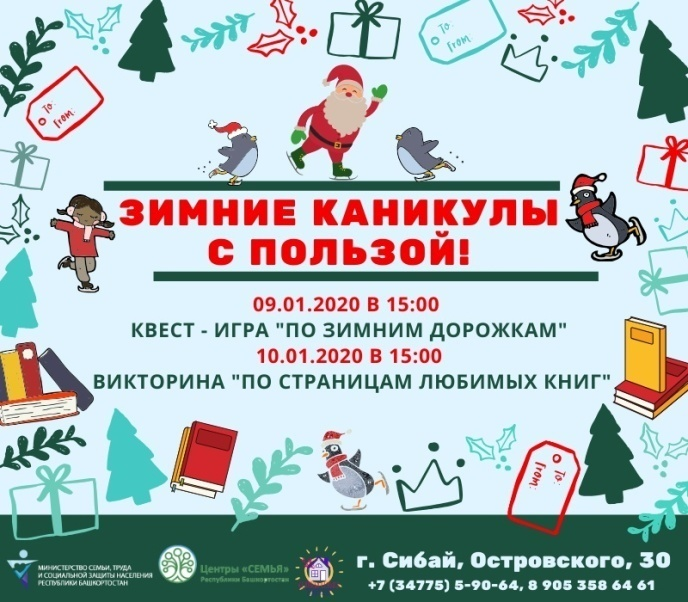 To:
From:
To:
From:
ЗИМНИЕ КАНИКУЛЫ
С ПОЛЬЗОЙ!
09.01.2020 В 15:00
КВЕСТ - ИГРА "ПО ЗИМНИМ ДОРОЖКАМ"
10.01.2020 В 15:00
ВИКТОРИНА "ПО СТРАНИЦАМ ЛЮБИМЫХ КНИГ"
To:
From:
МИНИСТЕРСТВО СЕМЬИ, ТРУДА
И СОЦИАЛЬНОЙ ЗАЩИТЫ НАСЕЛЕНИЯ
РЕСПУБЛИКИ БАШКОРТОСТАН
Центры «СЕМЬЯ»
Республики Башкортостан
г. Сибай, Островского, 30
+7 (34775) 5-90-64, 8 905 358 64 61